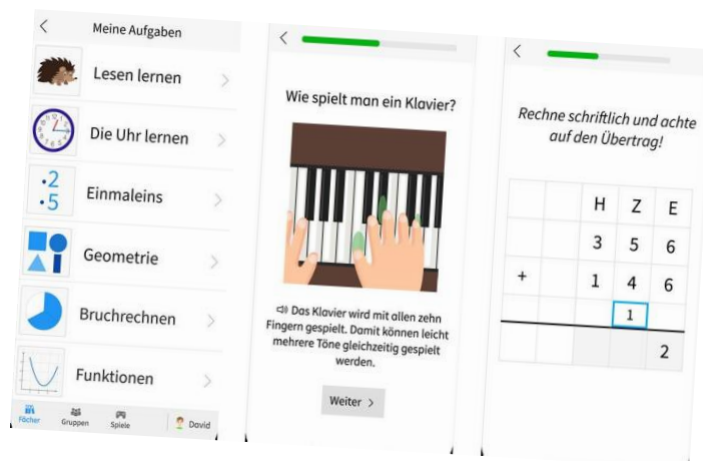 Meine Aufgaben
Lesen lernen
Die Uhr lernen
·2
·5
Einmaleins
Geometrie
Bruchrechnen
Funktionen
Fächer Gruppen Spiele David
Wie spielt man ein Klavier?
Das Klavier wird mit allen zehn
Fingern gespielt. Damit können leicht
mehrere Töne gleichzeitig gespielt
werden.
Weiter >
Rechne schriftlich und achte
auf den Übertrag!
H Z E
3 5 6
+ 1 4 6
1
2